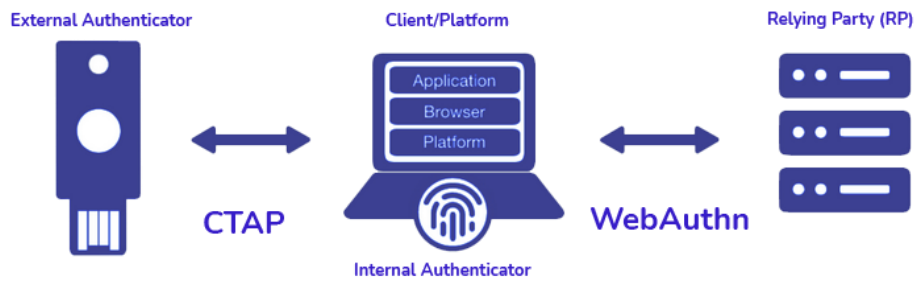 External Authenticator
Client/Platform
Relying Party (RP)
Application
Browser
Platform
CTAP
WebAuthn
Internal Authenticator